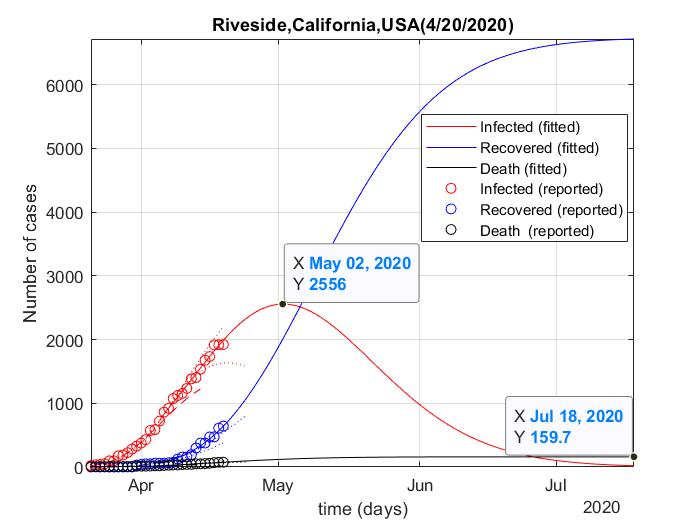 Riveside,California,USA(4/20/2020)
Number of cases
6000
5000
4000
3000
2000
1000
0
Infected (fitted)
Recovered (fitted)
Death (fitted)
Infected (reported)
Recovered (reported)
Death (reported)
X May 02, 2020
Y 2556
X Jul 18, 2020
Y 159.7
Apr May Jun Jul
time (days)
2020